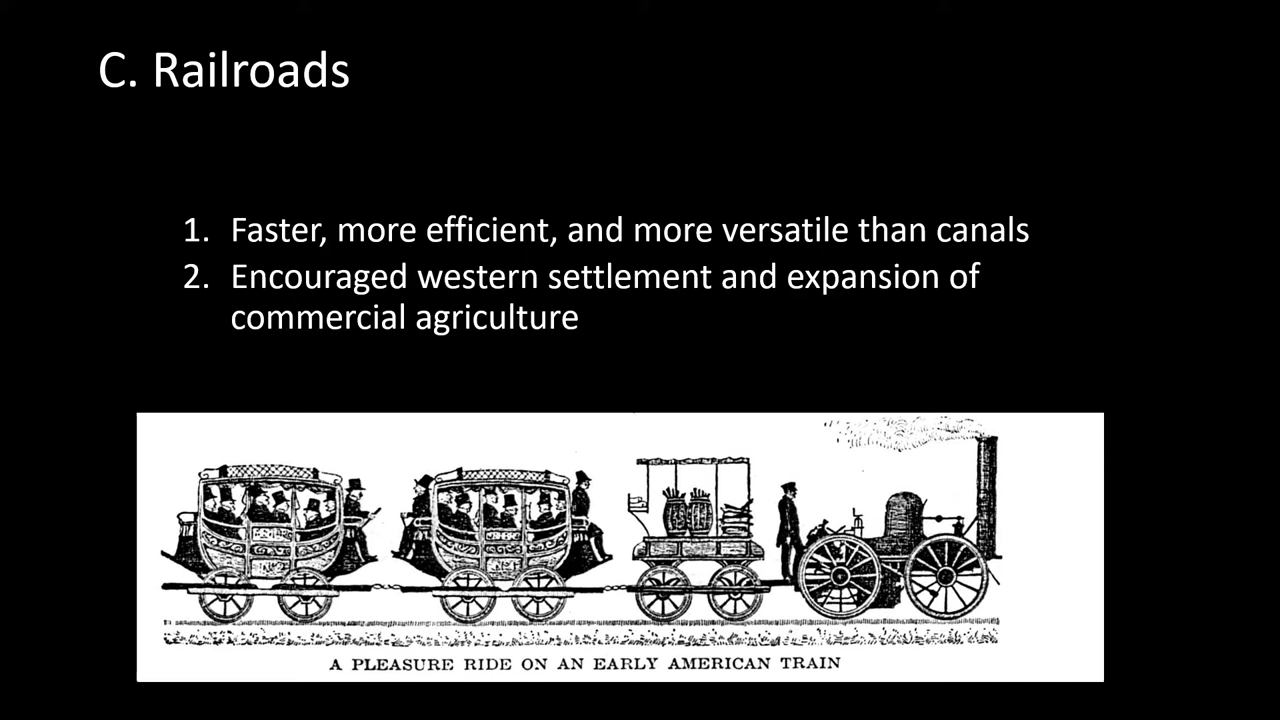 C. Railroads
1. Faster, more efficient, and more versatile than canals
2. Encouraged western settlement and expansion of
commercial agriculture
A PLEASURE RIDE ON AN EARLY AMERICAN TRAIN